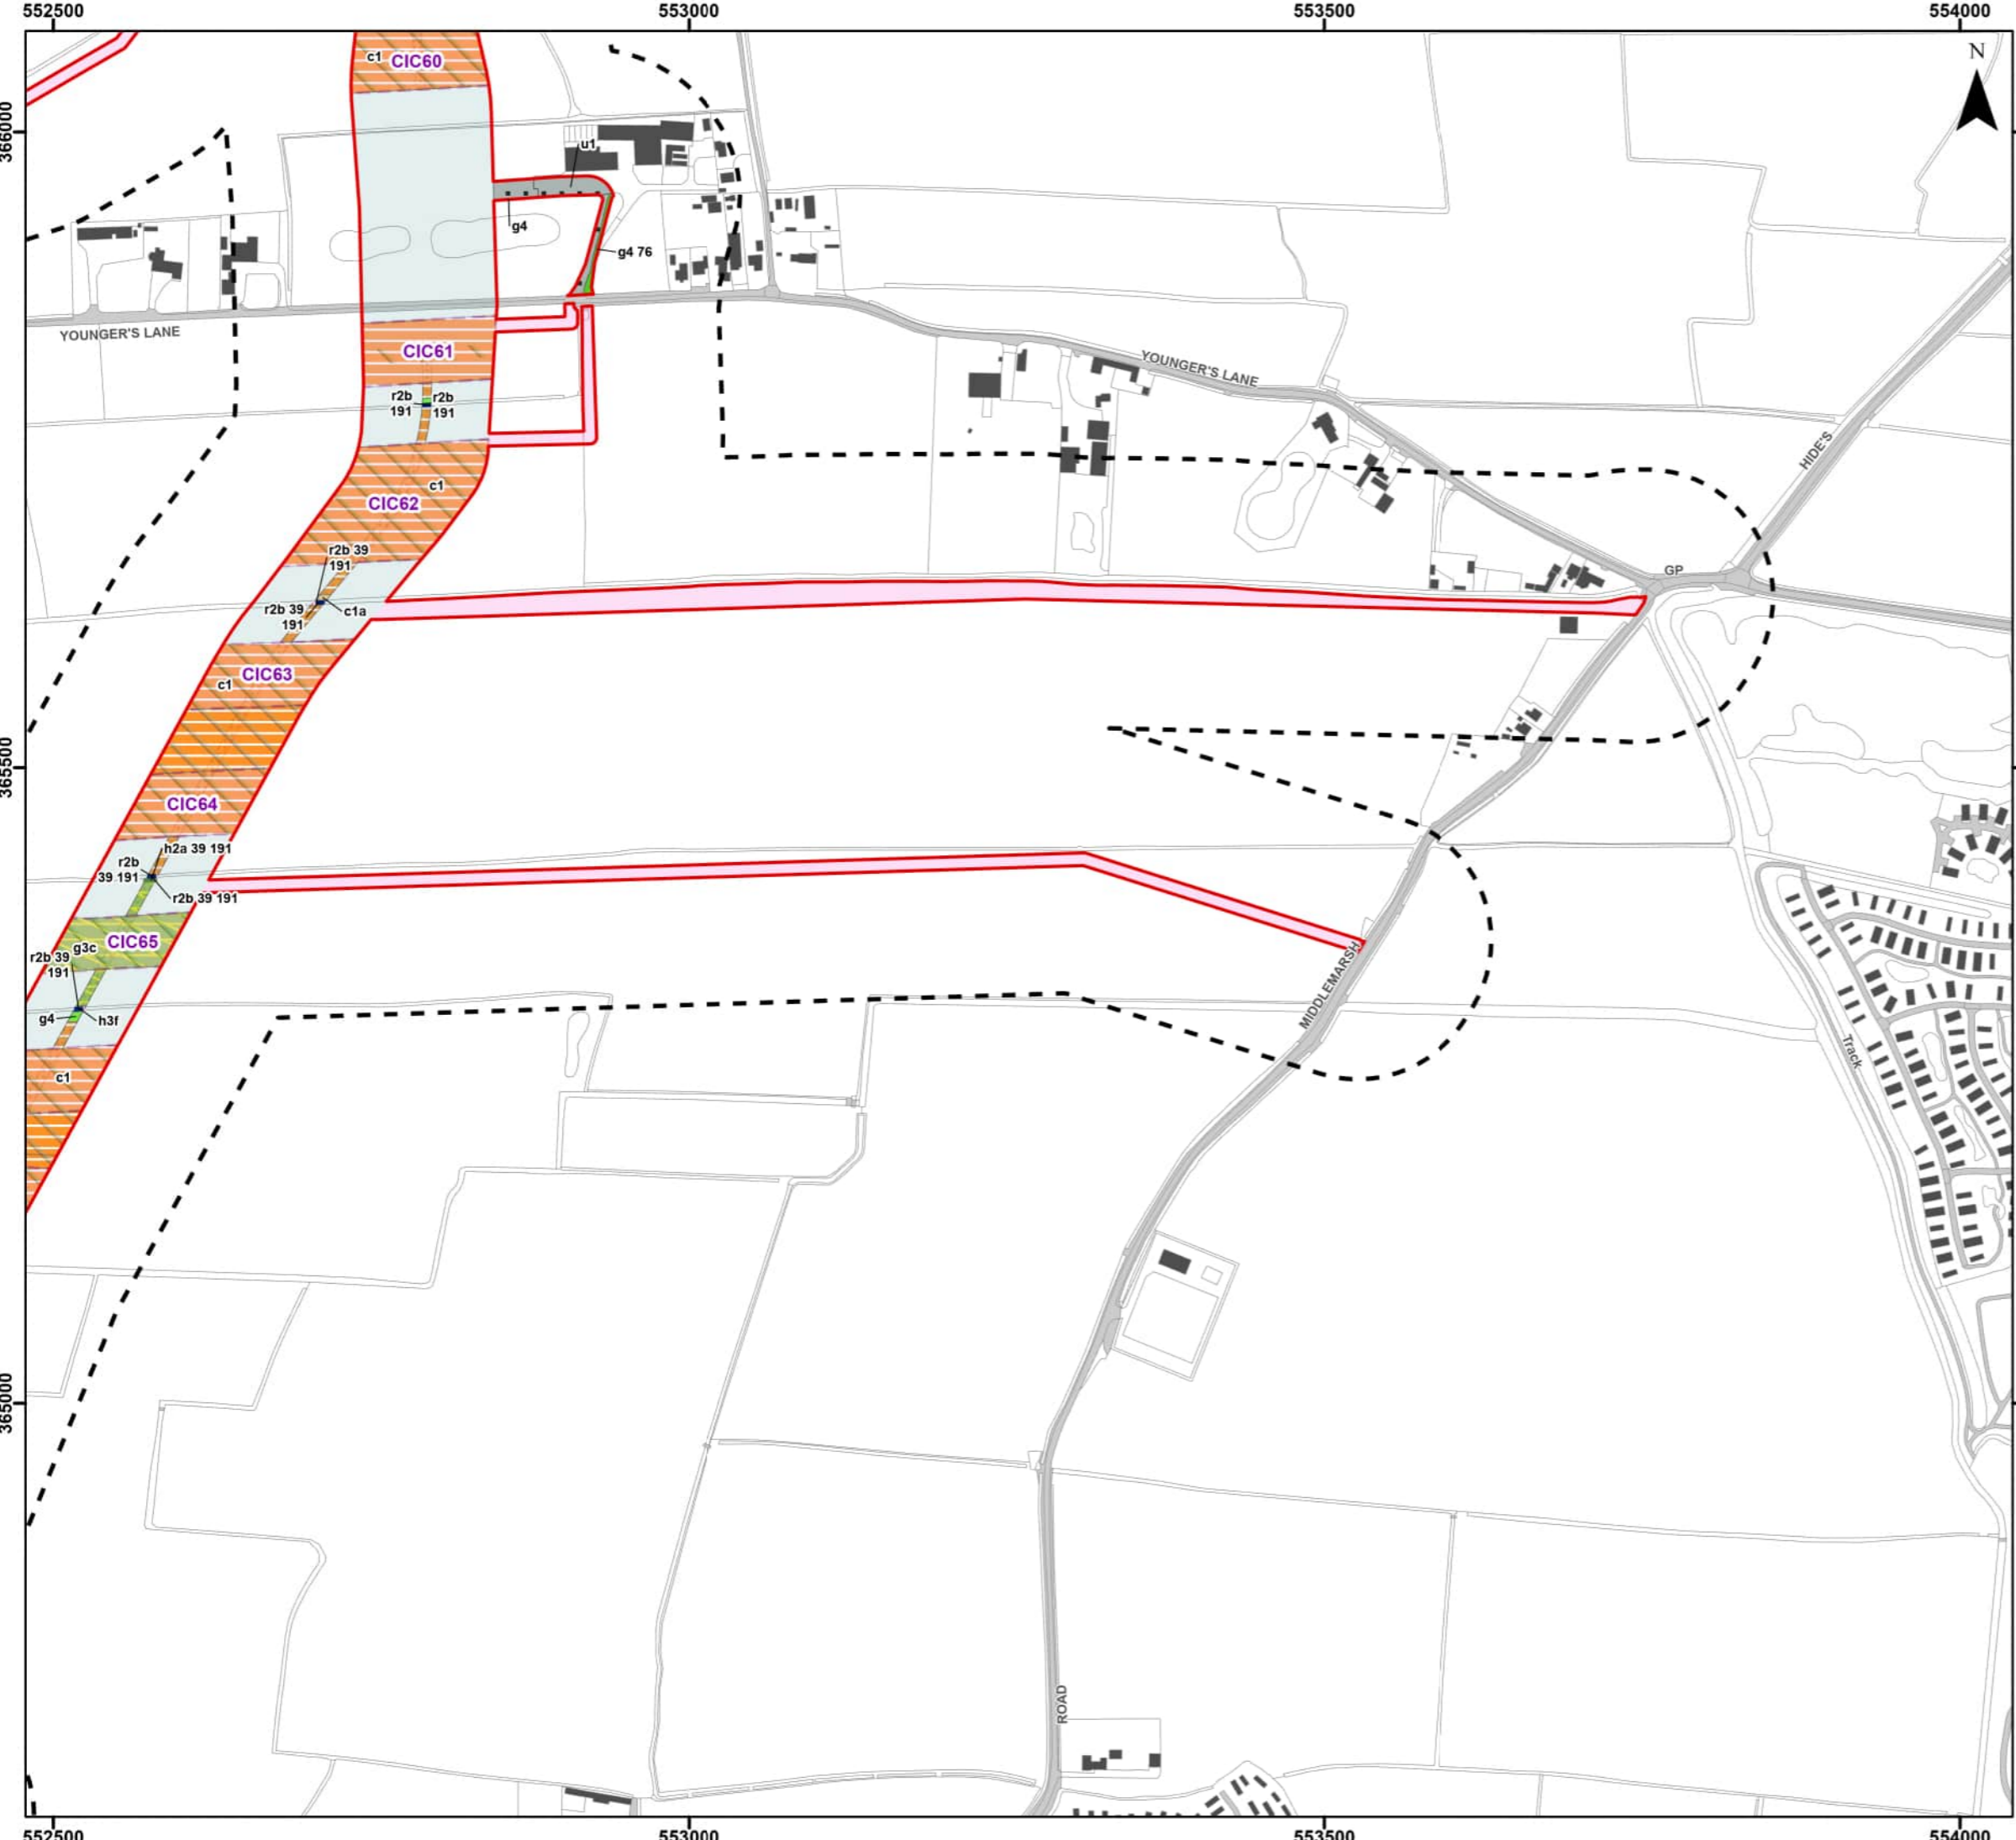 552500
553000
553500
554000
N
366000
c1
CIC60
u1
g4
g4 76
YOUNGER'S LANE
CIC61
YOUNGER'S LANE
r2b
191
r2b
191
HIDE'S
c1
CIC62
r2b 39
191
GP
r2b 39
191
c1a
CIC63
c1
365500
CIC64
h2a 39 191
r2b
39 191
r2b 39 191
CIC65
g3c
r2b 39
191
MIDDLEMARSH
g4
h3f
Track
c1
365000
ROAD
552500
553000
553500
554000